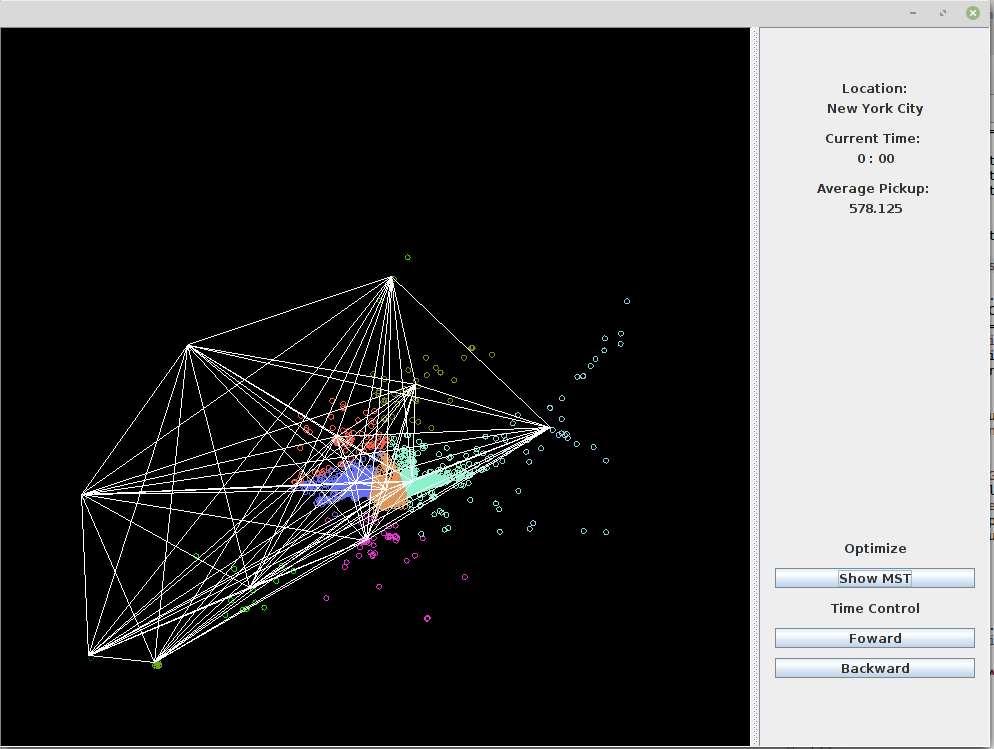 Location:
New York City
Current Time:
0 : 00
Average Pickup:
578.125
Optimize
Show MST
Time Control
Foward
Backward